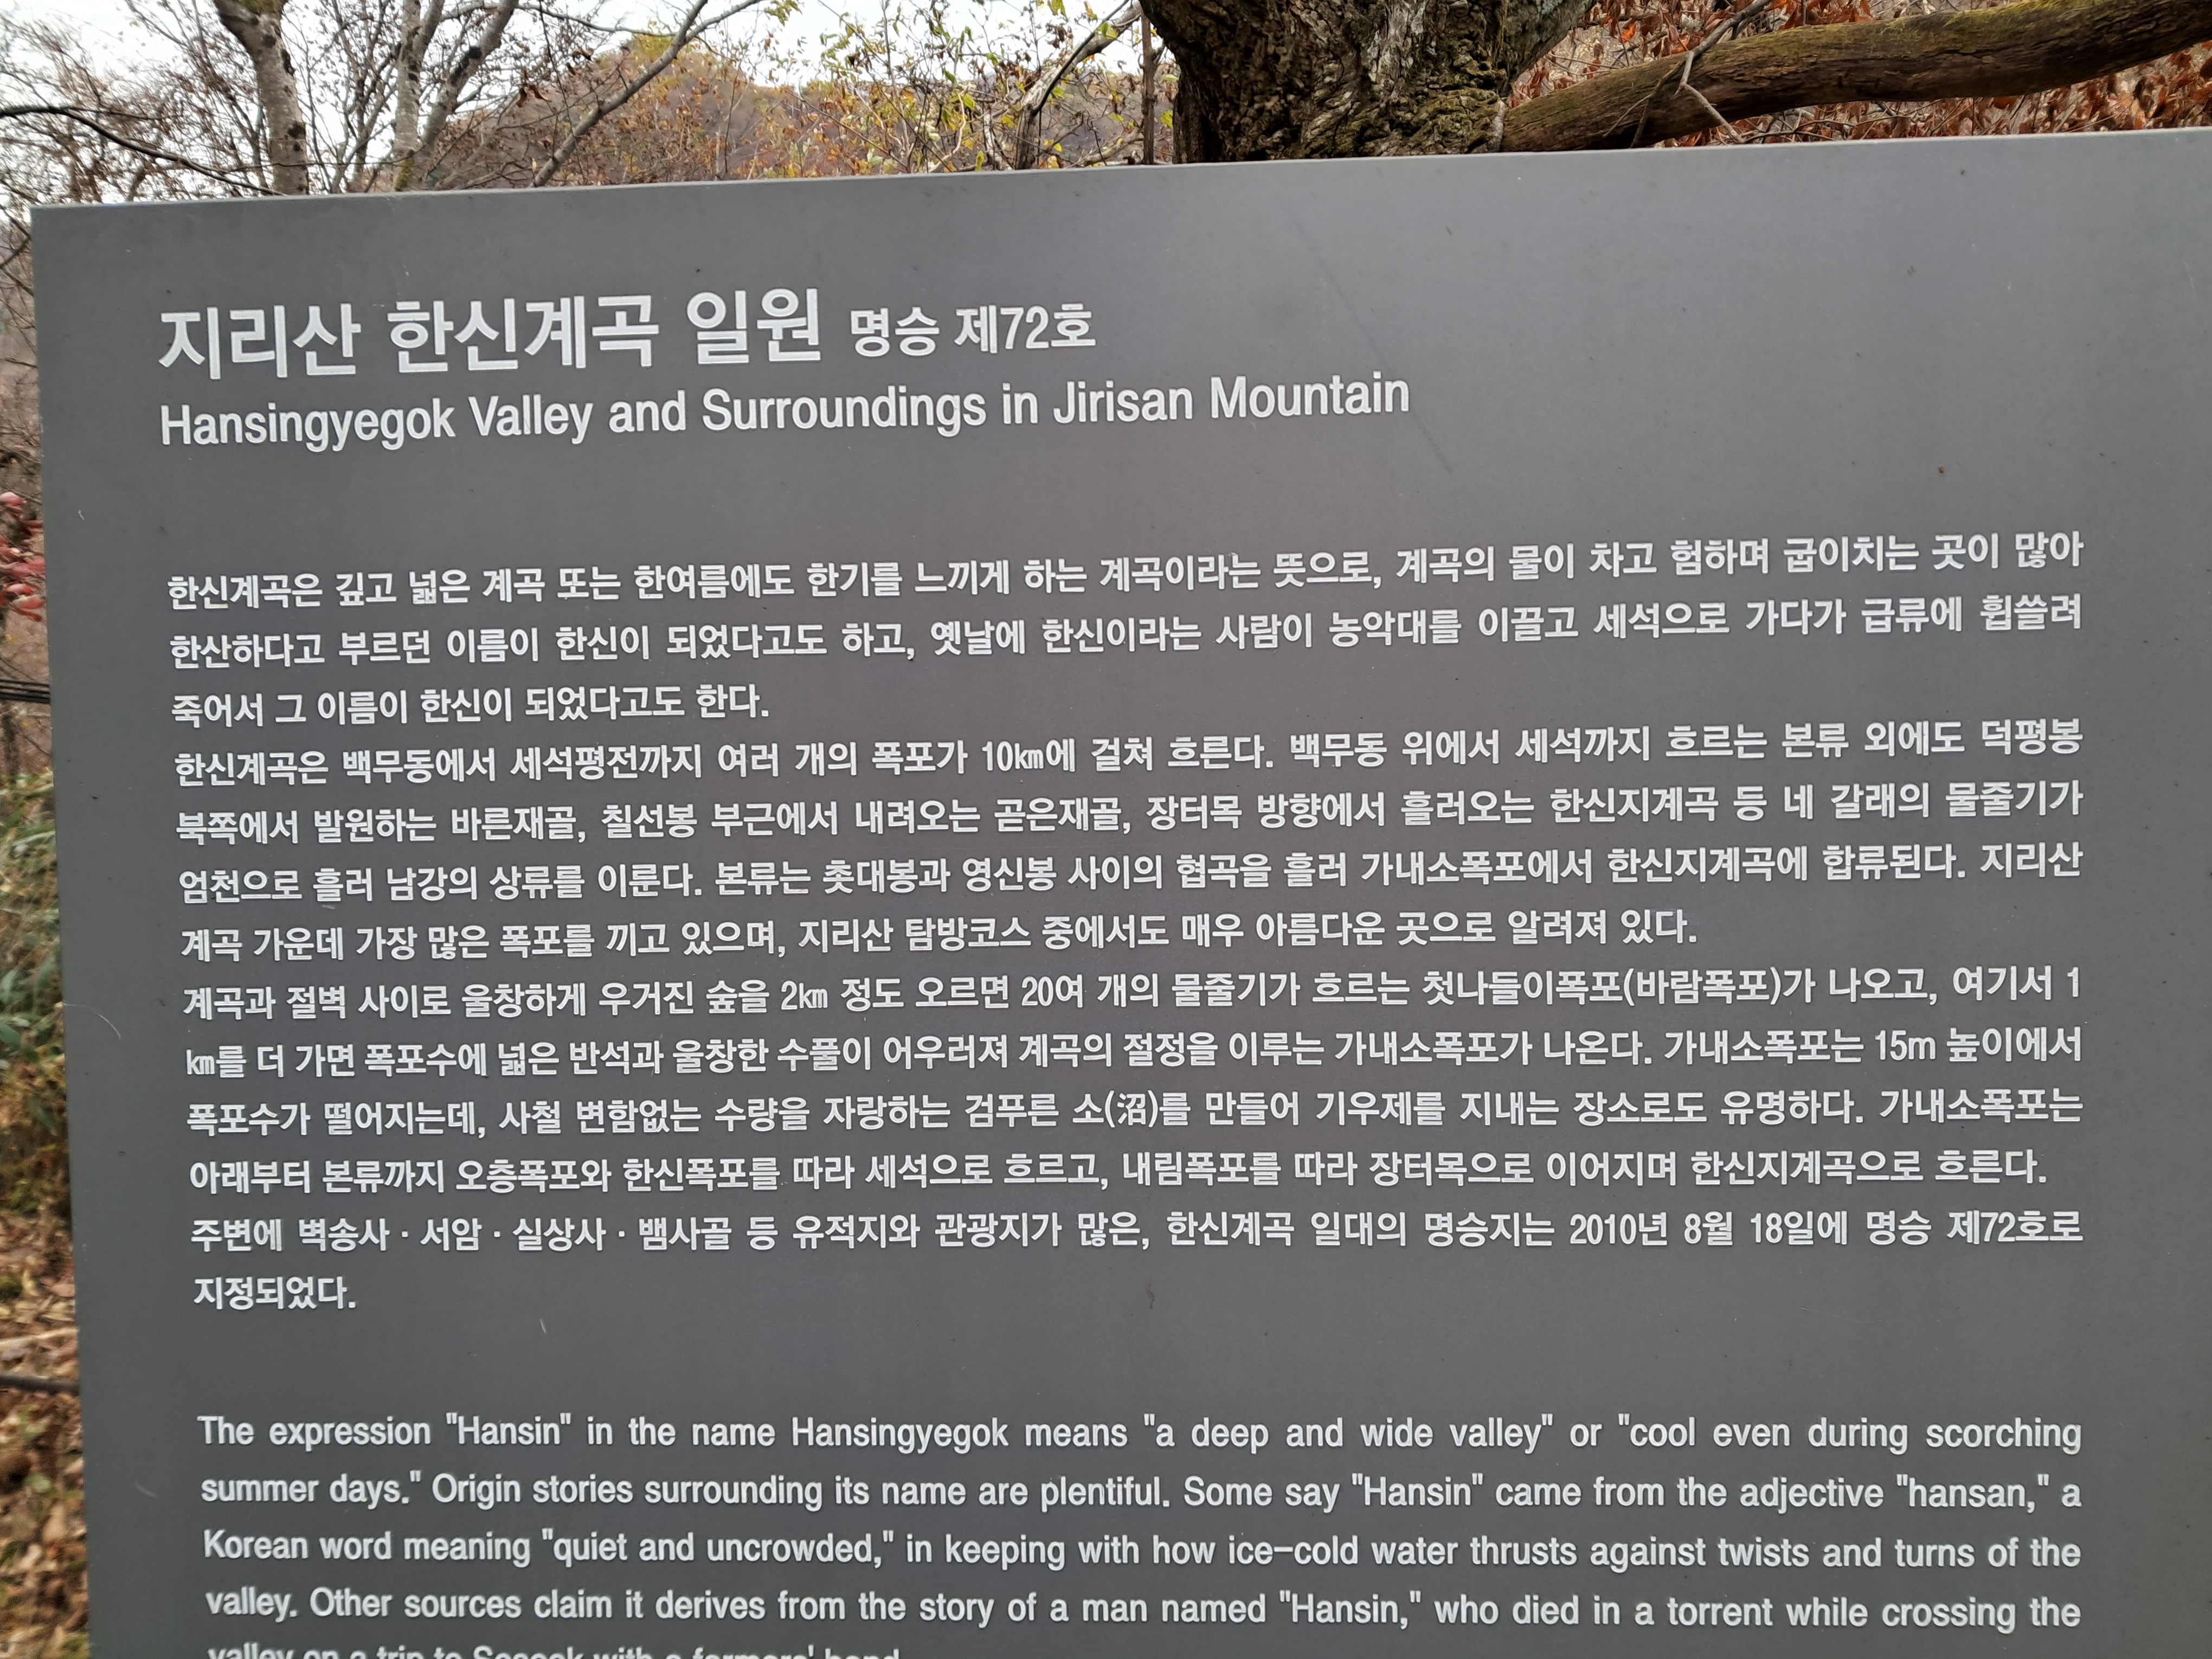 지리산 한신계곡 일원 명승 제72호
Hansingyegok Valley and Surroundings in Jirisan Mountain
한신계곡은 깊고 넓은 계곡 또는 한여름에도 한기를 느끼게 하는 계곡이라는 뜻으로, 계곡의 물이 차고 험하며 굽이치는 곳이 많아
한산하다고 부르던 이름이 한신이 되었다고도 하고, 옛날에 한신이라는 사람이 농악대를 이끌고 세석으로 가다가 급류에 휩쓸려
죽어서 그 이름이 한신이 되었다고도 한다.
한신계곡은 백무동에서 세석평전까지 여러 개의 폭포가 10㎞에 걸쳐 흐른다. 백무동 위에서 세석까지 흐르는 본류 외에도 덕평봉
북쪽에서 발원하는 바른재골, 칠선봉 부근에서 내려오는 곧은재골, 장터목 방향에서 흘러오는 한신지계곡 등 네 갈래의 물줄기가
엄천으로 흘러 남강의 상류를 이룬다. 본류는 촛대봉과 영신봉 사이의 협곡을 흘러 가내소폭포에서 한신지계곡에 합류된다. 지리산
계곡 가운데 가장 많은 폭포를 끼고 있으며, 지리산 탐방코스 중에서도 매우 아름다운 곳으로 알려져 있다.
계곡과 절벽 사이로 울창하게 우거진 숲을 2㎞ 정도 오르면 20여 개의 물줄기가 흐르는 첫나들이폭포(바람폭포)가 나오고, 여기서 1
㎞를 더 가면 폭포수에 넓은 반석과 울창한 수풀이 어우러져 계곡의 절정을 이루는 가내소폭포가 나온다. 가내소폭포는 15m 높이에서
폭포수가 떨어지는데, 사철 변함없는 수량을 자랑하는 검푸른 소(沼)를 만들어 기우제를 지내는 장소로도 유명하다. 가내소폭포는
아래부터 본류까지 오층폭포와 한신폭포를 따라 세석으로 흐르고, 내림폭포를 따라 장터목으로 이어지며 한신지계곡으로 흐른다.
주변에 벽송사 · 서암 · 실상사 · 뱀사골 등 유적지와 관광지가 많은, 한신계곡 일대의 명승지는 2010년 8월 18일에 명승 제72호로
지정되었다.
The expression "Hansin" in the name Hansingyegok means "a deep and wide valley" or "cool even during scorching
summer days." Origin stories surrounding its name are plentiful. Some say "Hansin" came from the adjective "hansan," a
Korean word meaning "quiet and uncrowded," in keeping with how ice-cold water thrusts against twists and turns of the
valley. Other sources claim it derives from the story of a man named "Hansin," who died in a torrent while crossing the
valley on a trip to Seseok with a farmers' band.